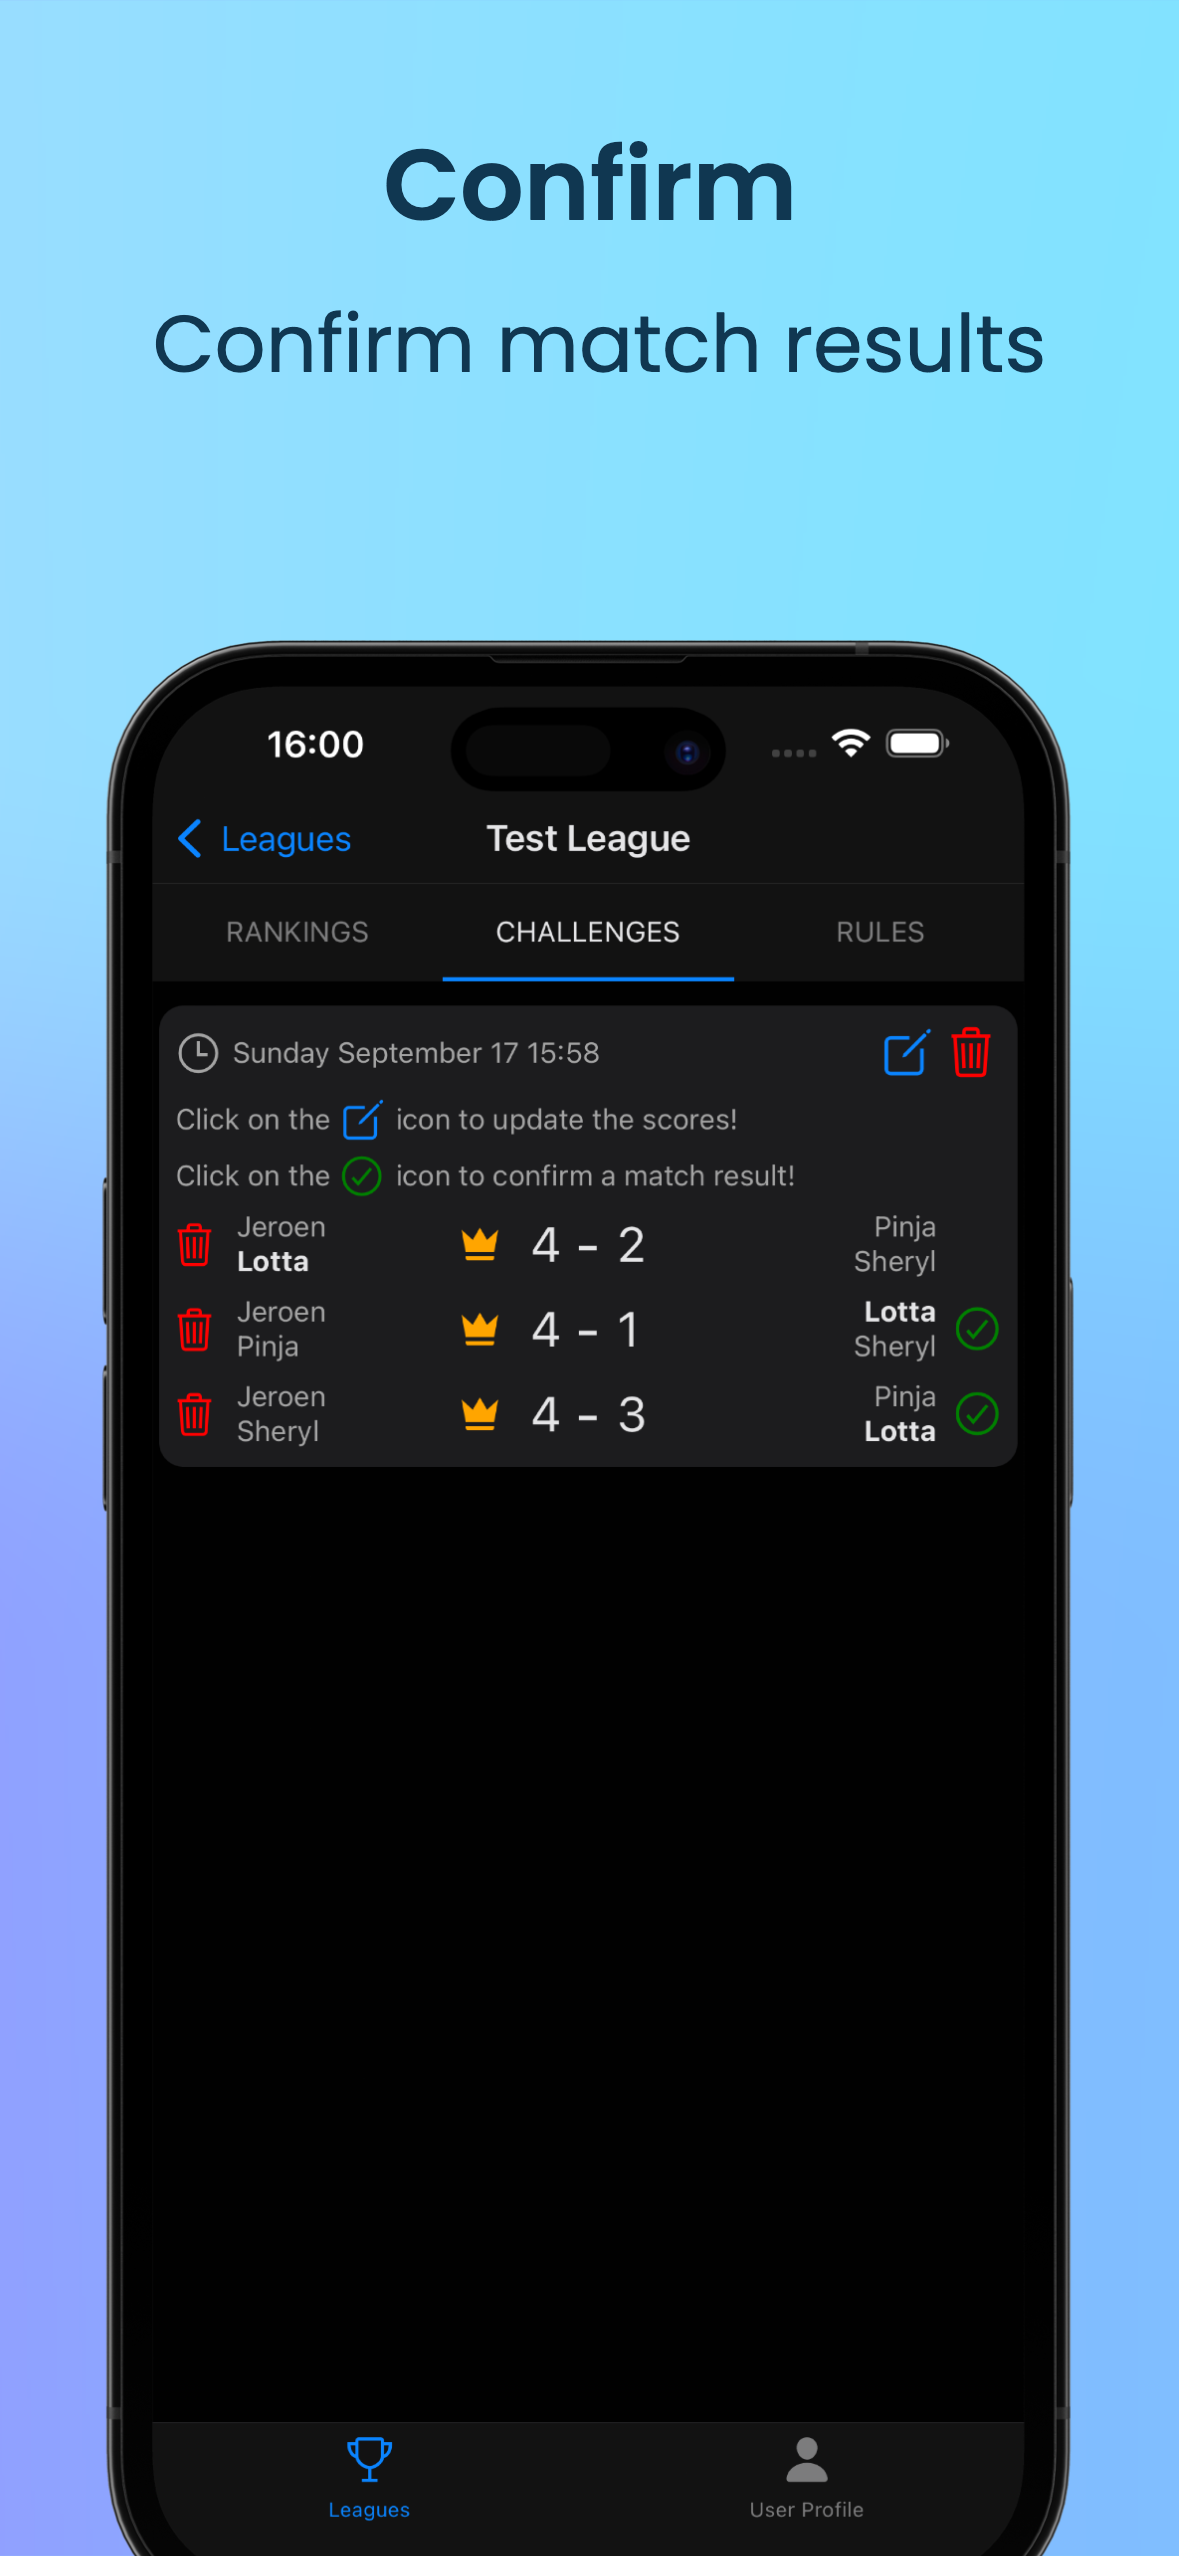 Confirm
Confirm match results
16:00
Leagues
Test League
RANKINGS
CHALLENGES
RULES
Sunday September 17 15:58
Click on the icon to update the scores!
Click on the icon to confirm a match result!
Jeroen
Lotta
4 - 2
Pinja
Sheryl
Jeroen
Pinja
4 - 1
Lotta
Sheryl
Jeroen
Sheryl
4 - 3
Pinja
Lotta
Leagues
User Profile